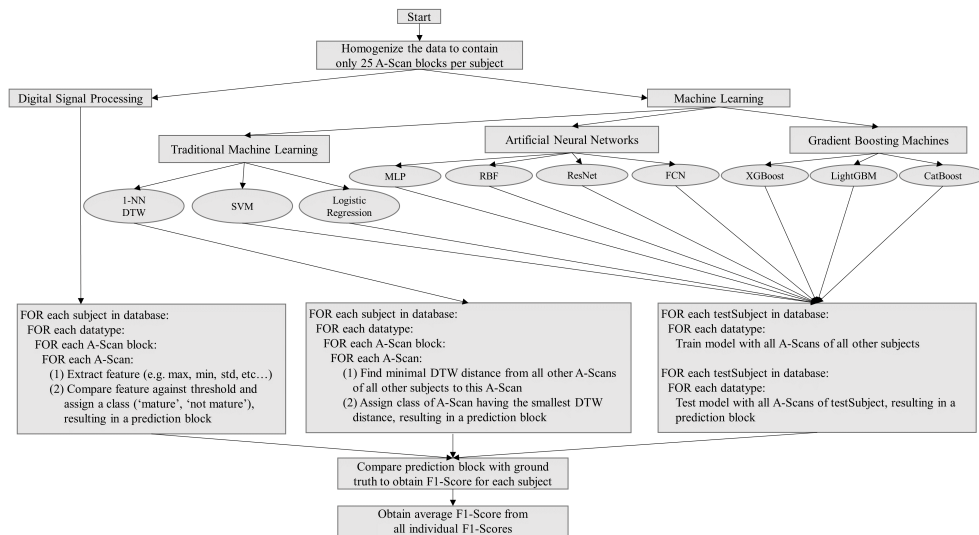 Start
Homogenize the data to contain
only 25 A-Scan blocks per subject
Digital Signal Processing
Machine Learning
Traditional Machine Learning
Artificial Neural Networks
Gradient Boosting Machines
MLP
RBF
ResNet
FCN
XGBoost
LightGBM
CatBoost
1-NN
DTW
SVM
Logistic
Regression
FOR each subject in database:
FOR each datatype:
FOR each A-Scan block:
FOR each A-Scan:
(1) Extract feature (e.g. max, min, std, etc…)
(2) Compare feature against threshold and
assign a class (‘mature’, ‘not mature’),
resulting in a prediction block
FOR each subject in database:
FOR each datatype:
FOR each A-Scan block:
FOR each A-Scan:
(1) Find minimal DTW distance from all other A-Scans
of all other subjects to this A-Scan
(2) Assign class of A-Scan having the smallest DTW
distance, resulting in a prediction block
FOR each testSubject in database:
FOR each datatype:
Train model with all A-Scans of all other subjects
FOR each testSubject in database:
FOR each datatype:
Test model with all A-Scans of testSubject, resulting in a
prediction block
Compare prediction block with ground
truth to obtain F1-Score for each subject
Obtain average F1-Score from
all individual F1-Scores